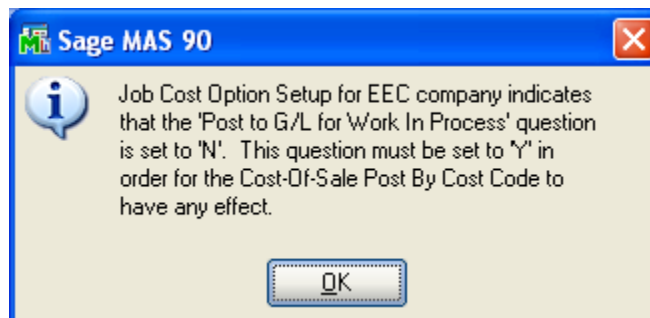 Sage MAS 90
Job Cost Option Setup for EEC company indicates
that the 'Post to G/L for Work In Process' question
is set to 'N'.  This question must be set to 'Y' in
order for the Cost-Of-Sale Post By Cost Code to
have any effect.
OK